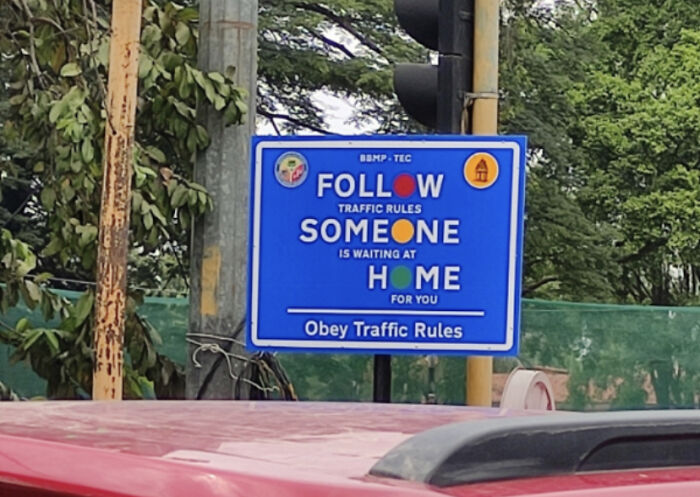 BBMP - TEC
FOLLOW
TRAFFIC RULES
SOMEONE
IS WAITING AT
HOME
FOR YOU
Obey Traffic Rules